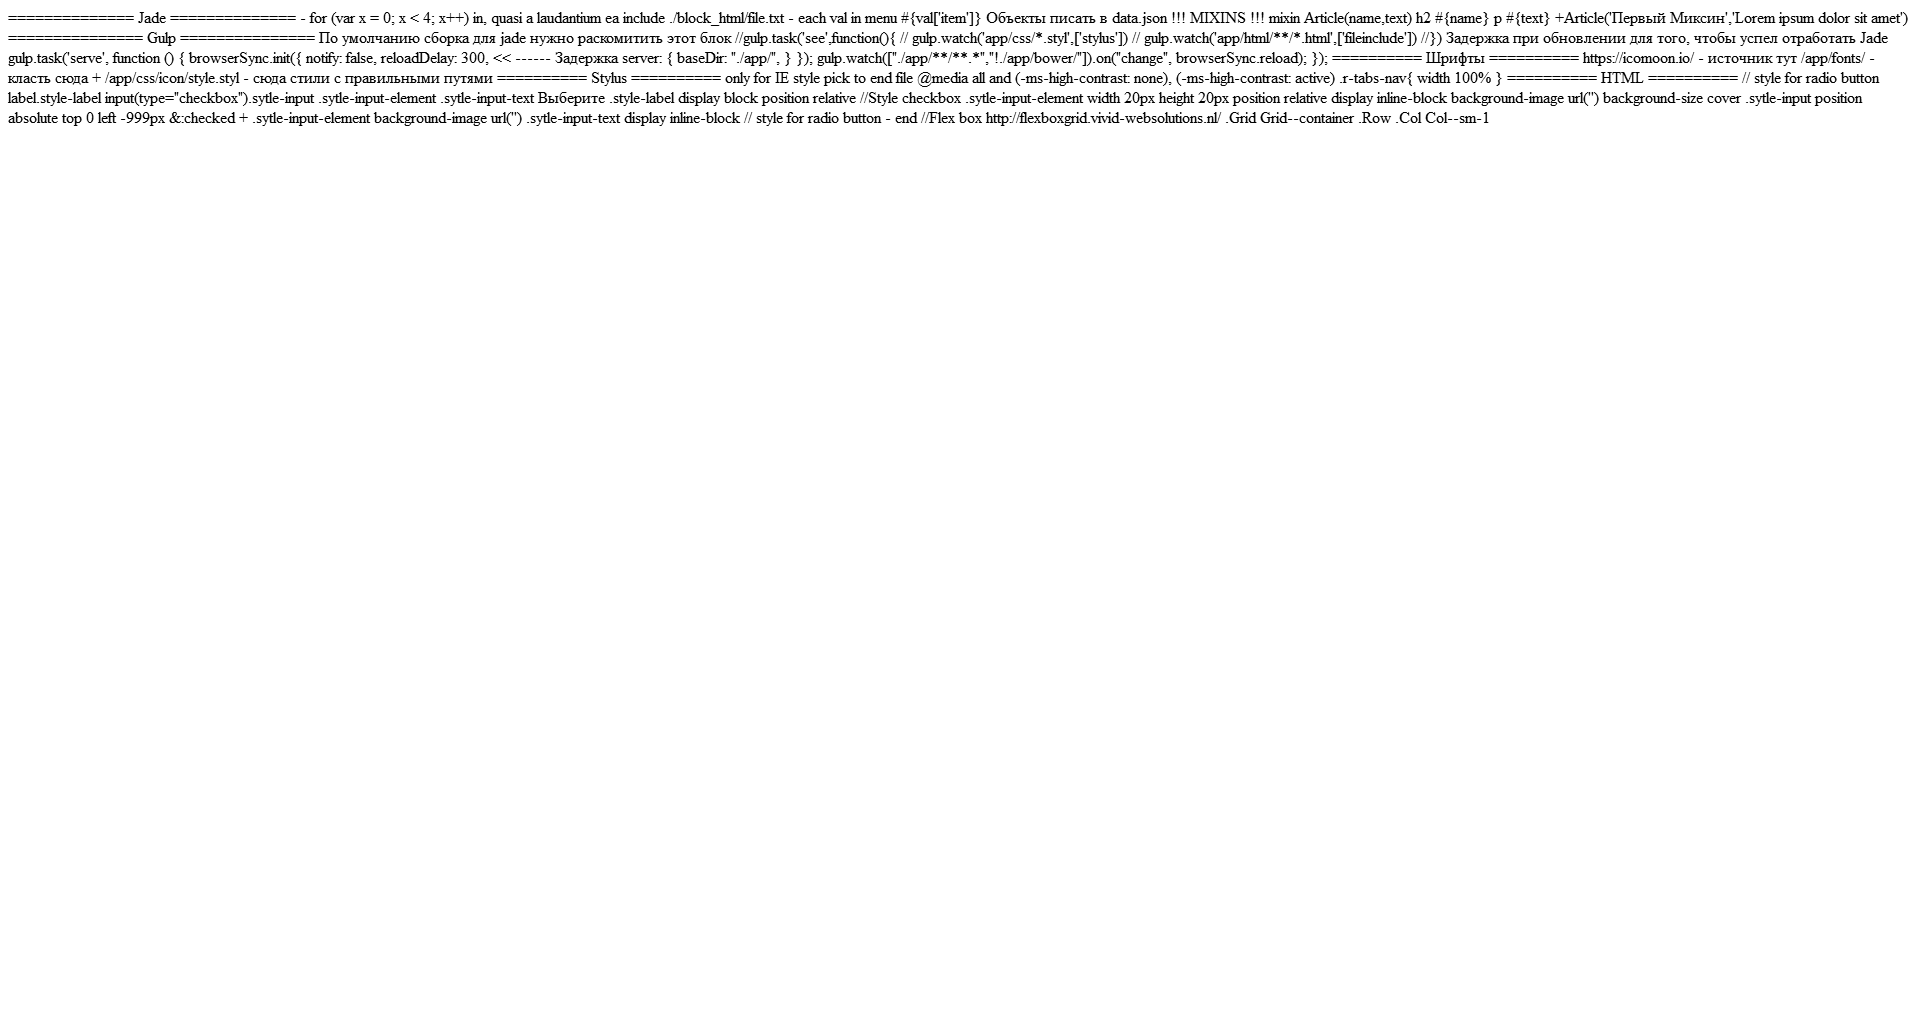 ============== Jade ============== - for (var x = 0; x < 4; x++) in, quasi a laudantium ea include ./block_html/file.txt - each val in menu #{val['item']} Объекты писать в data.json !!! MIXINS !!! mixin Article(name,text) h2 #{name} p #{text} +Article('Первый Миксин','Lorem ipsum dolor sit amet')
=============== Gulp =============== По умолчанию сборка для jade нужно раскомитить этот блок //gulp.task('see',function(){ // gulp.watch('app/css/*.styl',['stylus']) // gulp.watch('app/html/**/*.html',['fileinclude']) //}) Задержка при обновлении для того, чтобы успел отработать Jade
gulp.task('serve', function () { browserSync.init({ notify: false, reloadDelay: 300, << ------ Задержка server: { baseDir: "./app/", } }); gulp.watch(["./app/**/**.*","!./app/bower/"]).on("change", browserSync.reload); }); ========== Шрифты ========== https://icomoon.io/ - источник тут /app/fonts/ -
класть сюда + /app/css/icon/style.styl - сюда стили с правильными путями ========== Stylus ========== only for IE style pick to end file @media all and (-ms-high-contrast: none), (-ms-high-contrast: active) .r-tabs-nav{ width 100% } ========== HTML ========== // style for radio button
label.style-label input(type="checkbox").sytle-input .sytle-input-element .sytle-input-text Выберите .style-label display block position relative //Style checkbox .sytle-input-element width 20px height 20px position relative display inline-block background-image url('') background-size cover .sytle-input position
absolute top 0 left -999px &:checked + .sytle-input-element background-image url('') .sytle-input-text display inline-block // style for radio button - end //Flex box http://flexboxgrid.vivid-websolutions.nl/ .Grid Grid--container .Row .Col Col--sm-1